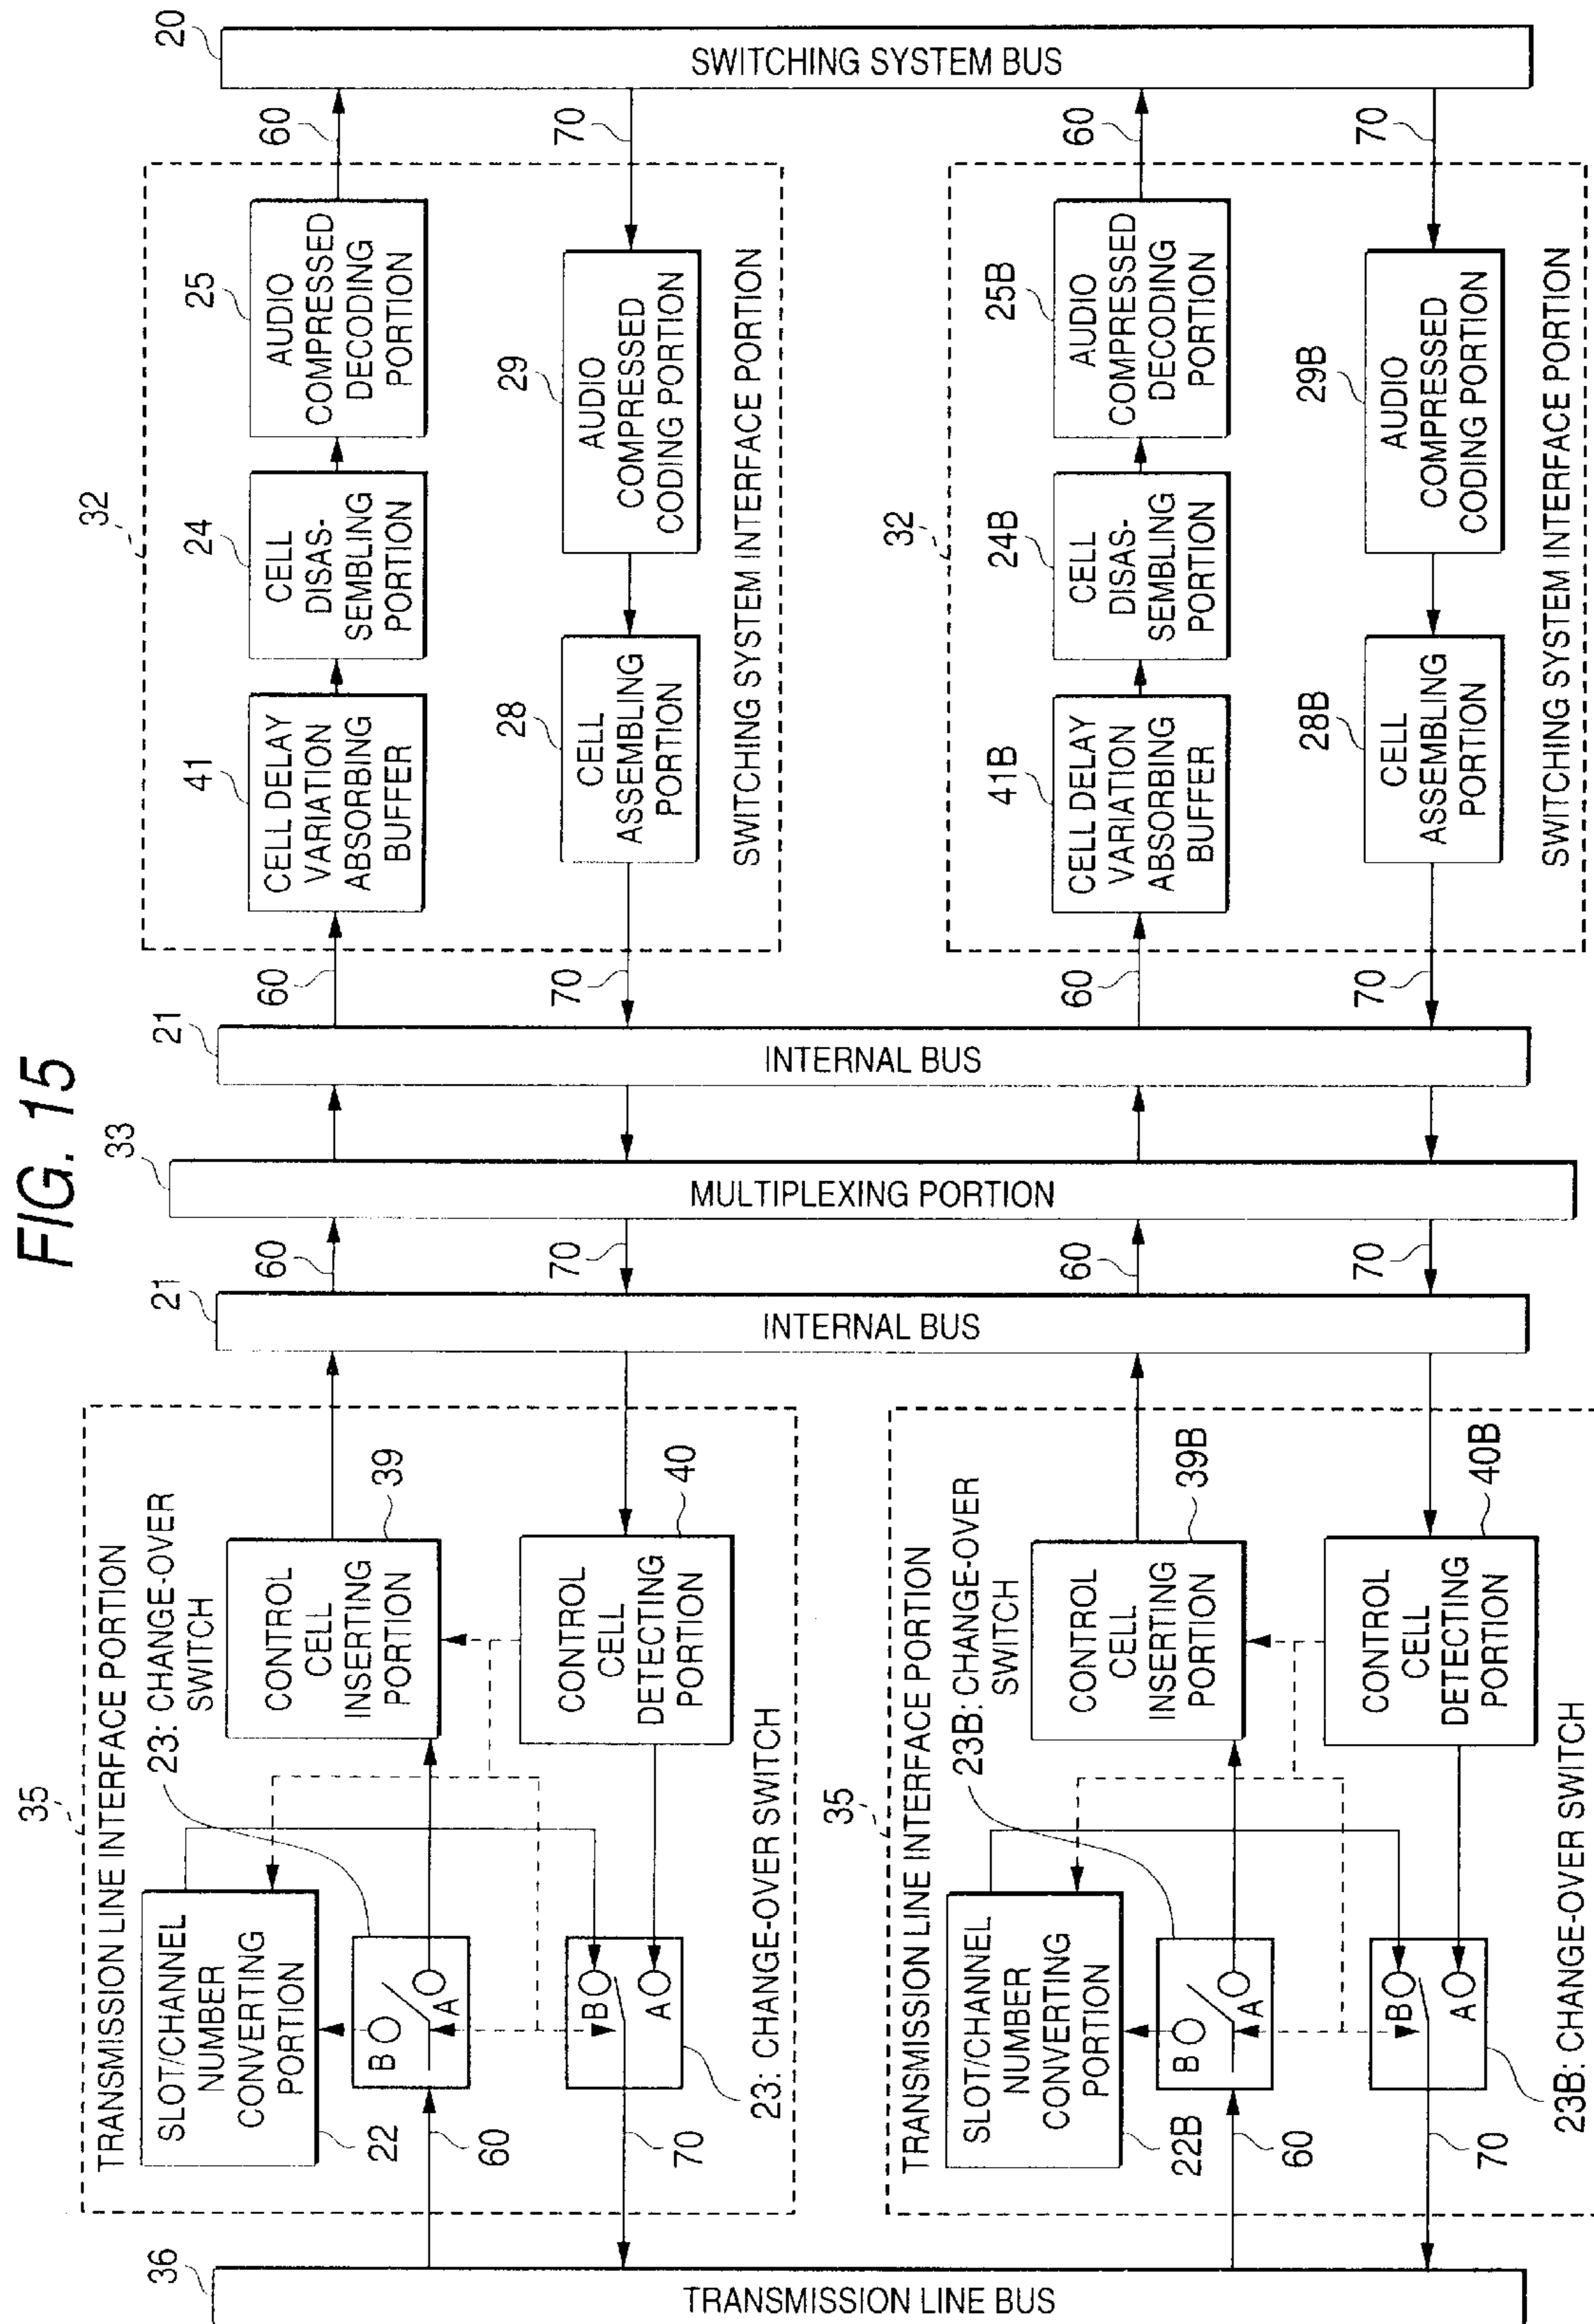 FIG. 15
36
TRANSMISSION LINE BUS
35
TRANSMISSION LINE INTERFACE PORTION
SLOT/CHANNEL
NUMBER
CONVERTING
PORTION
22
23: CHANGE-OVER
SWITCH
B
A
60
CONTROL
CELL
INSERTING
PORTION
39
B
A
70
23: CHANGE-OVER SWITCH
CONTROL
CELL
DETECTING
PORTION
40
35
TRANSMISSION LINE INTERFACE PORTION
SLOT/CHANNEL
NUMBER
CONVERTING
PORTION
22B
23B: CHANGE-OVER
SWITCH
B
A
60
CONTROL
CELL
INSERTING
PORTION
39B
B
A
70
23B: CHANGE-OVER SWITCH
CONTROL
CELL
DETECTING
PORTION
40B
21
INTERNAL BUS
60
70
60
70
33
MULTIPLEXING PORTION
21
INTERNAL BUS
60
70
60
70
32
41
CELL DELAY
VARIATION
ABSORBING
BUFFER
24
CELL
DISAS-
SEMBLING
PORTION
25
AUDIO
COMPRESSED
DECODING
PORTION
28
CELL
ASSEMBLING
PORTION
29
AUDIO
COMPRESSED
CODING PORTION
SWITCHING SYSTEM INTERFACE PORTION
32
41B
CELL DELAY
VARIATION
ABSORBING
BUFFER
24B
CELL
DISAS-
SEMBLING
PORTION
25B
AUDIO
COMPRESSED
DECODING
PORTION
28B
CELL
ASSEMBLING
PORTION
29B
AUDIO
COMPRESSED
CODING PORTION
SWITCHING SYSTEM INTERFACE PORTION
60
70
60
70
20
SWITCHING SYSTEM BUS